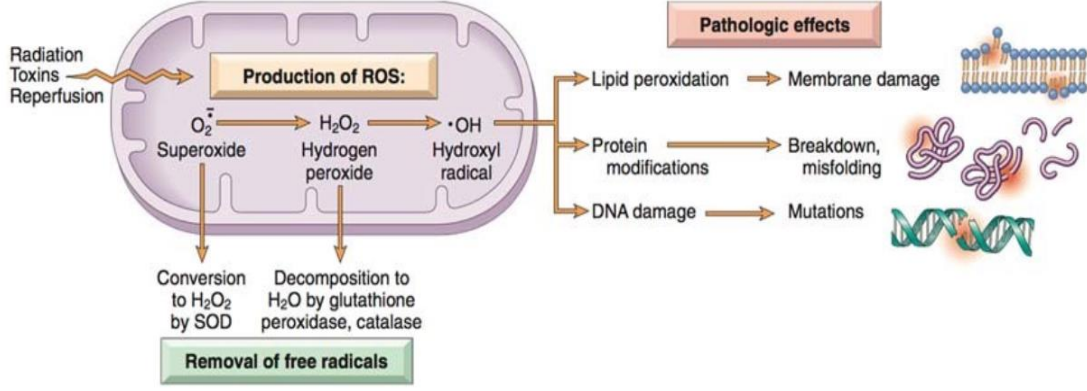 Pathologic effects
Radiation
Toxins
Reperfusion
Production of ROS:
O₂•̄
Superoxide
H₂O₂
Hydrogen
peroxide
•OH
Hydroxyl
radical
Lipid peroxidation
Membrane damage
Protein
modifications
Breakdown,
misfolding
DNA damage
Mutations
Conversion
to H₂O₂
by SOD
Decomposition to
H₂O by glutathione
peroxidase, catalase
Removal of free radicals